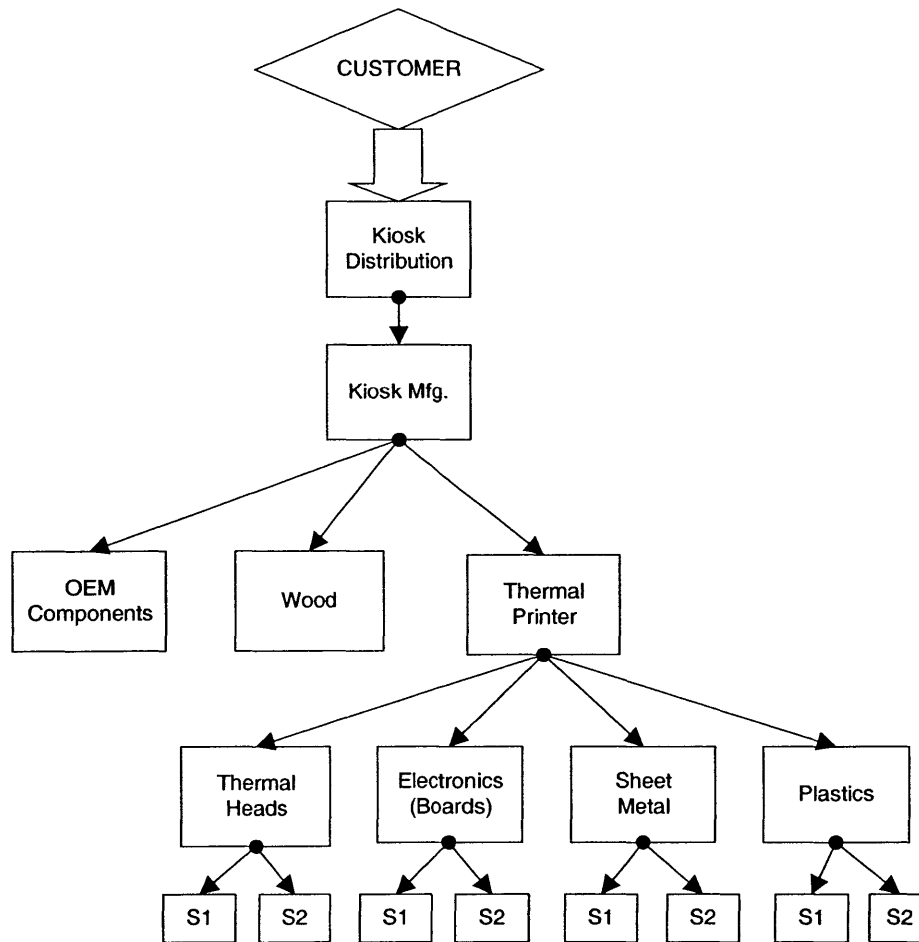 CUSTOMER
Kiosk
Distribution
Kiosk Mfg.
OEM
Components
Wood
Thermal
Printer
Thermal
Heads
Electronics
(Boards)
Sheet
Metal
Plastics
S1
S2
S1
S2
S1
S2
S1
S2